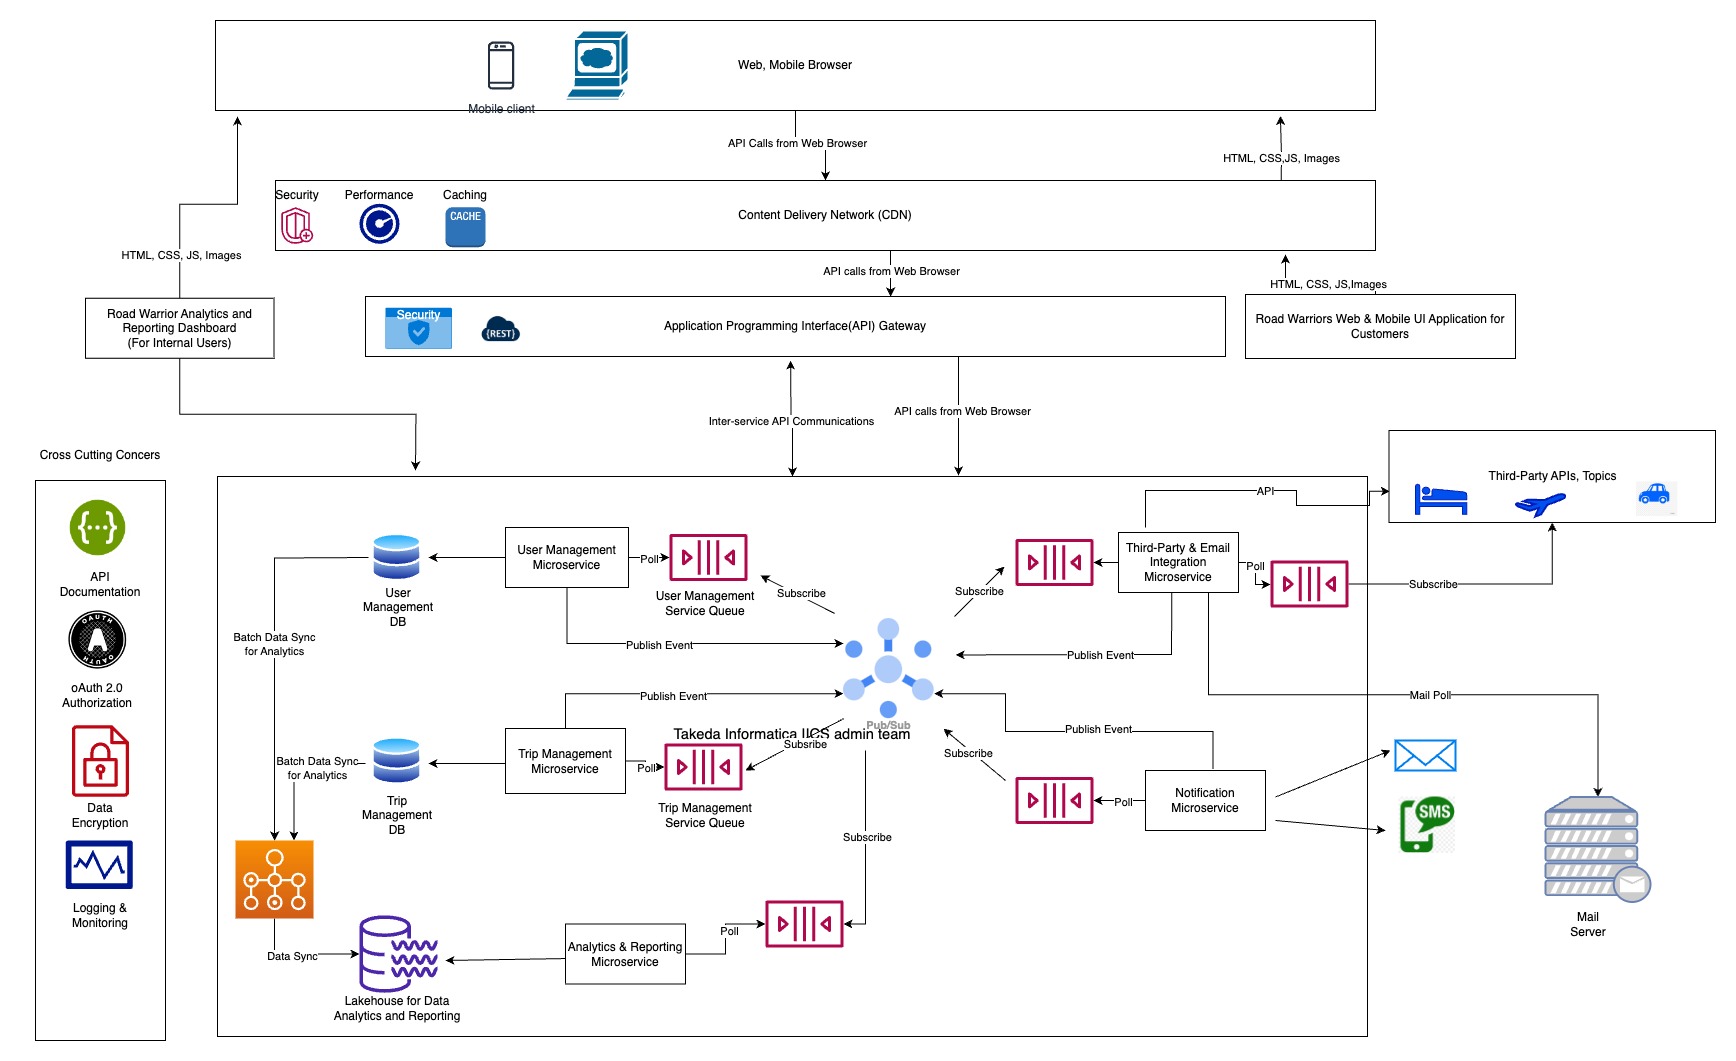 Web, Mobile Browser
Mobile client
API Calls from Web Browser
HTML, CSS,JS, Images
Security
Performance
Caching
CACHE
Content Delivery Network (CDN)
HTML, CSS, JS, Images
API calls from Web Browser
HTML, CSS, JS,Images
Road Warrior Analytics and
Reporting Dashboard
(For Internal Users)
Security
{REST}
Application Programming Interface(API) Gateway
Road Warriors Web & Mobile UI Application for
Customers
Inter-service API Communications
API calls from Web Browser
Cross Cutting Concers
API
Documentation
OAUTH
A
OAUTH
oAuth 2.0
Authorization
Data
Encryption
Logging &
Monitoring
Third-Party APIs, Topics
API
User Management
Microservice
Poll
User
Management
DB
User Management
Service Queue
Subscribe
Subscribe
Third-Party & Email
Integration
Microservice
Poll
Subscribe
Batch Data Sync
for Analytics
Publish Event
Publish Event
Publish Event
Mail Poll
Pub/Sub
Takeda Informatica IICS admin team
Subsribe
Publish Event
Subscribe
Trip Management
Microservice
Poll
Batch Data Sync
for Analytics
Trip
Management
DB
Trip Management
Service Queue
Poll
Notification
Microservice
SMS
Subscribe
Mail
Server
Analytics & Reporting
Microservice
Poll
Data Sync
Lakehouse for Data
Analytics and Reporting